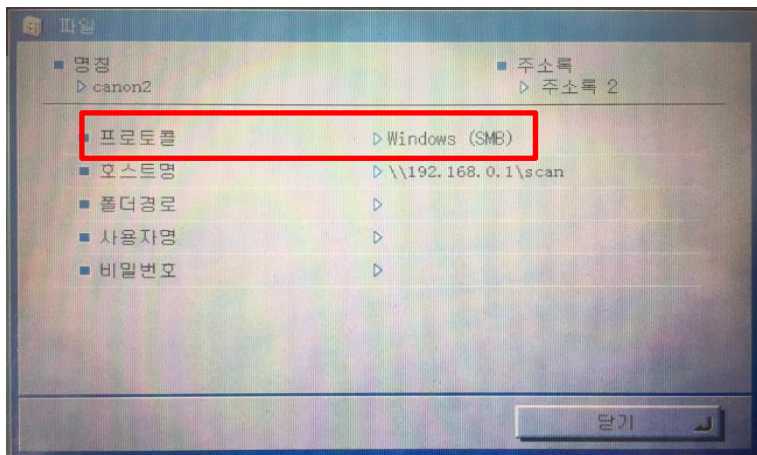 파일
명칭
canon2
주소록
주소록 2
프로토콜 Windows (SMB)
호스트명 \\192.168.0.1\scan
폴더경로
사용자명
비밀번호
닫기